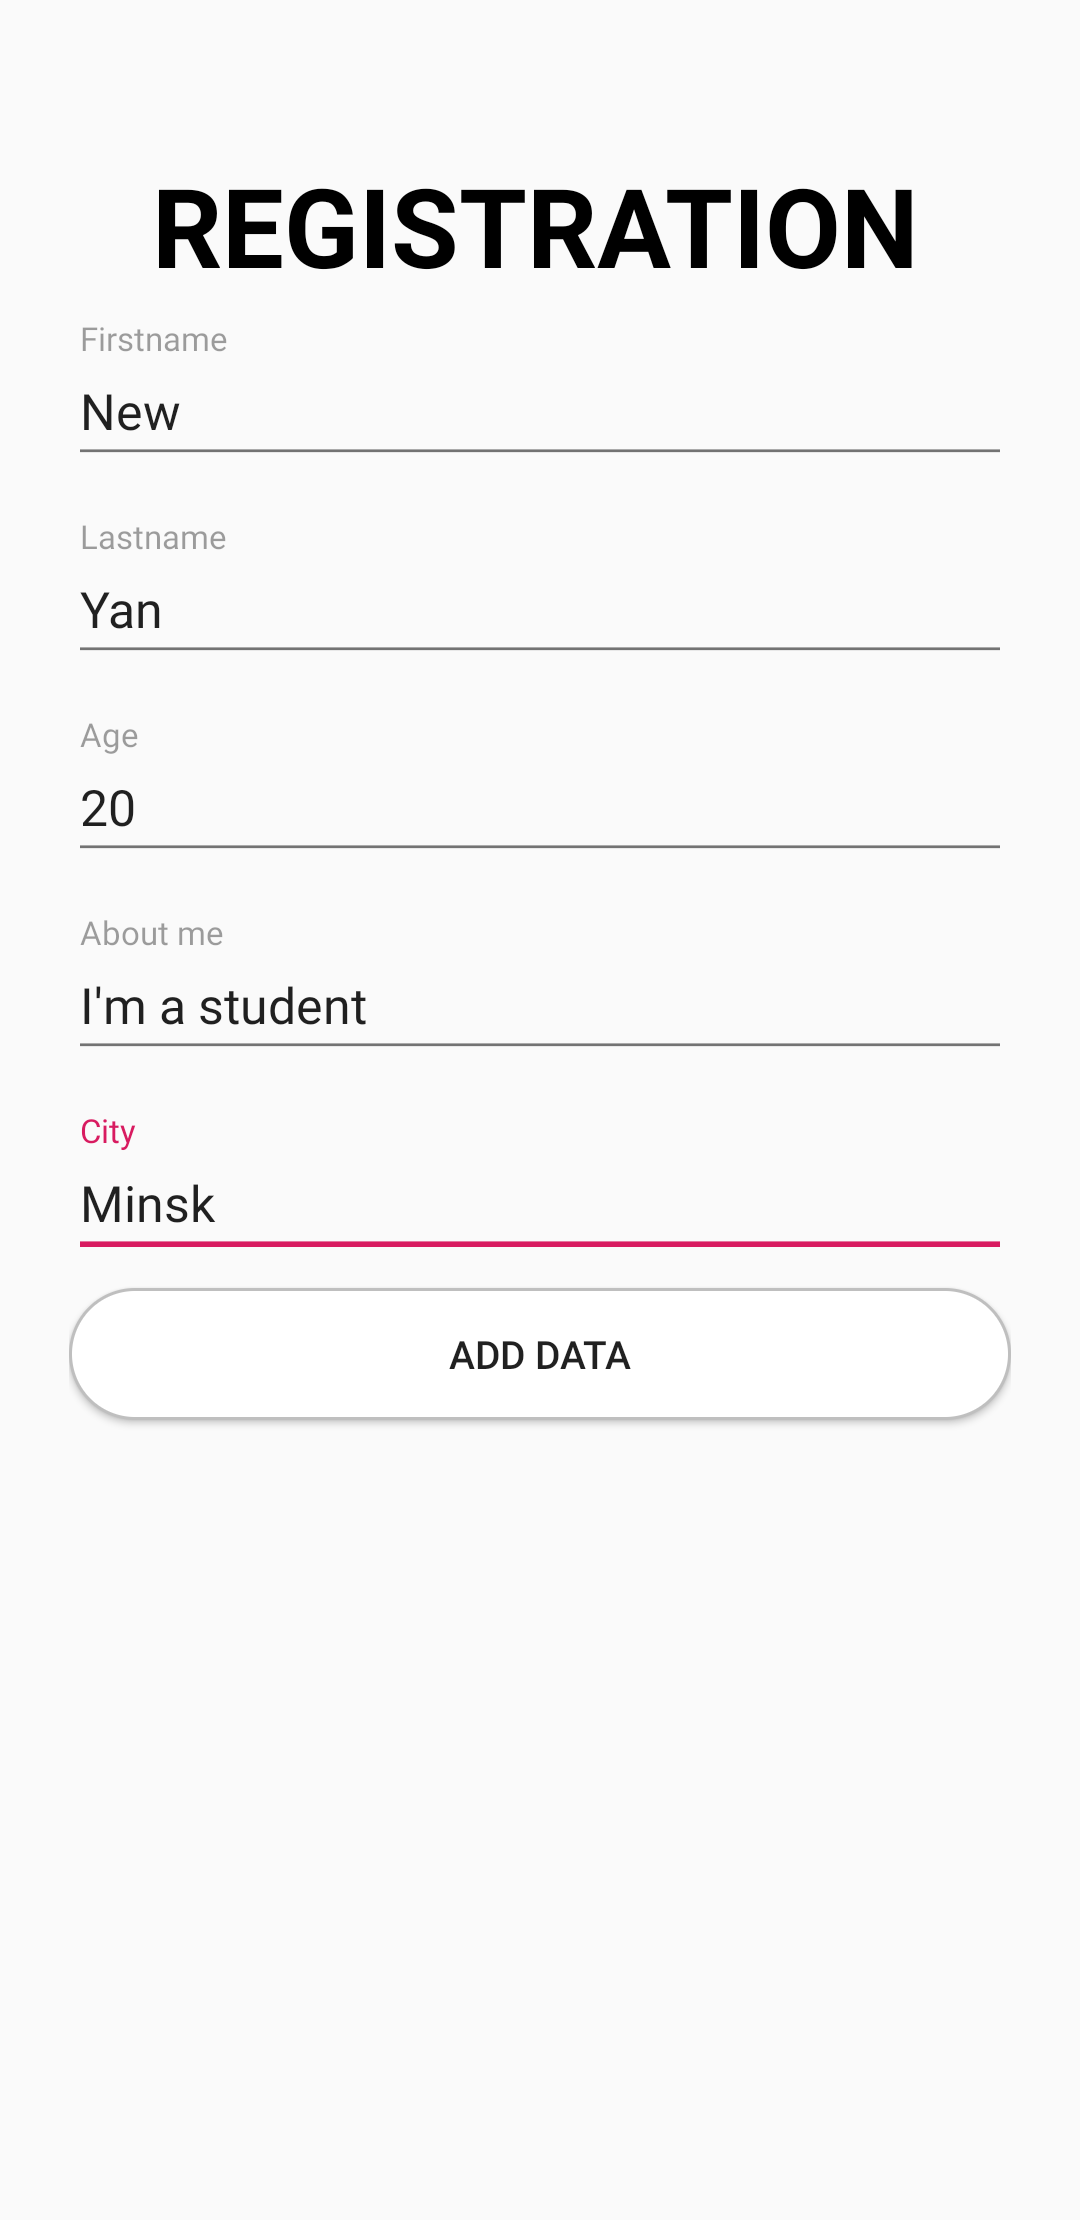 REGISTRATION
Firstname
New
Lastname
Yan
Age
20
About me
I'm a student
City
Minsk
ADD DATA